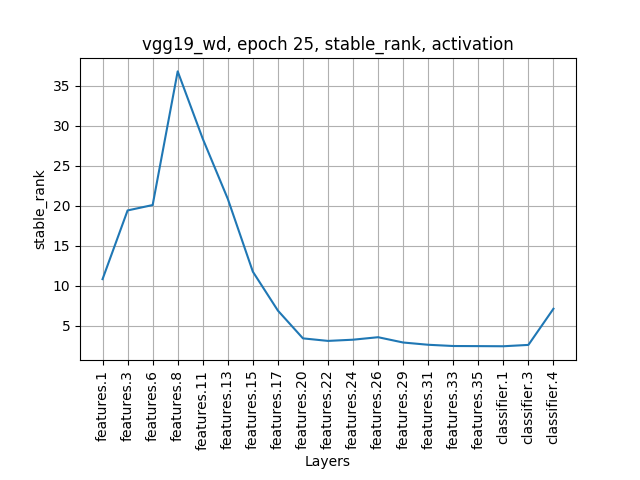 vgg19_wd, epoch 25, stable_rank, activation
stable_rank
35
30
25
20
15
10
5
features.1
features.3
features.6
features.8
features.11
features.13
features.15
features.17
features.20
features.22
features.24
features.26
features.29
features.31
features.33
features.35
classifier.1
classifier.3
classifier.4
Layers